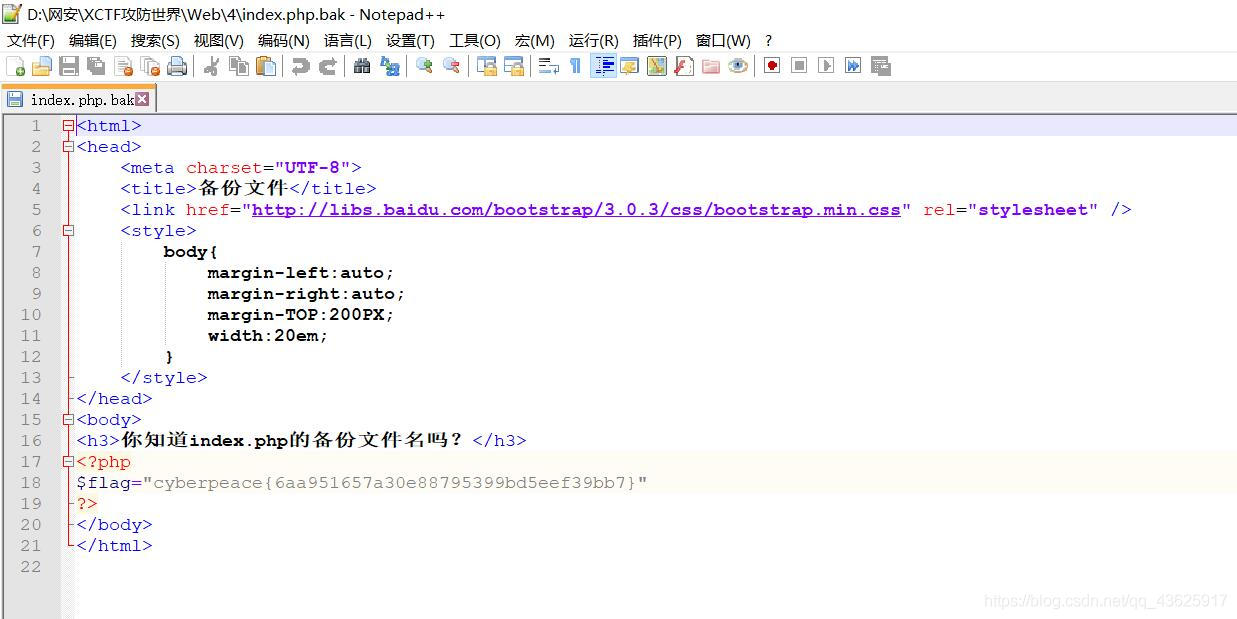 D:\网安\XCTF攻防世界\Web\4\index.php.bak - Notepad++
文件(F) 编辑(E) 搜索(S) 视图(V) 编码(N) 语言(L) 设置(T) 工具(O) 宏(M) 运行(R) 插件(P) 窗口(W) ?
index.php.bak
1 <html>
2 <head>
3 <meta charset="UTF-8">
4 <title>备份文件</title>
5 <link href="http://libs.baidu.com/bootstrap/3.0.3/css/bootstrap.min.css" rel="stylesheet" />
6 <style>
7 body{
8 margin-left:auto;
9 margin-right:auto;
10 margin-TOP:200PX;
11 width:20em;
12 }
13 </style>
14 </head>
15 <body>
16 <h3>你知道index.php的备份文件名吗？</h3>
17 <?php
18 $flag="cyberpeace{6aa951657a30e88795399bd5eef39bb7}"
19 ?>
20 </body>
21 </html>
22
https://blog.csdn.net/qq_43625917